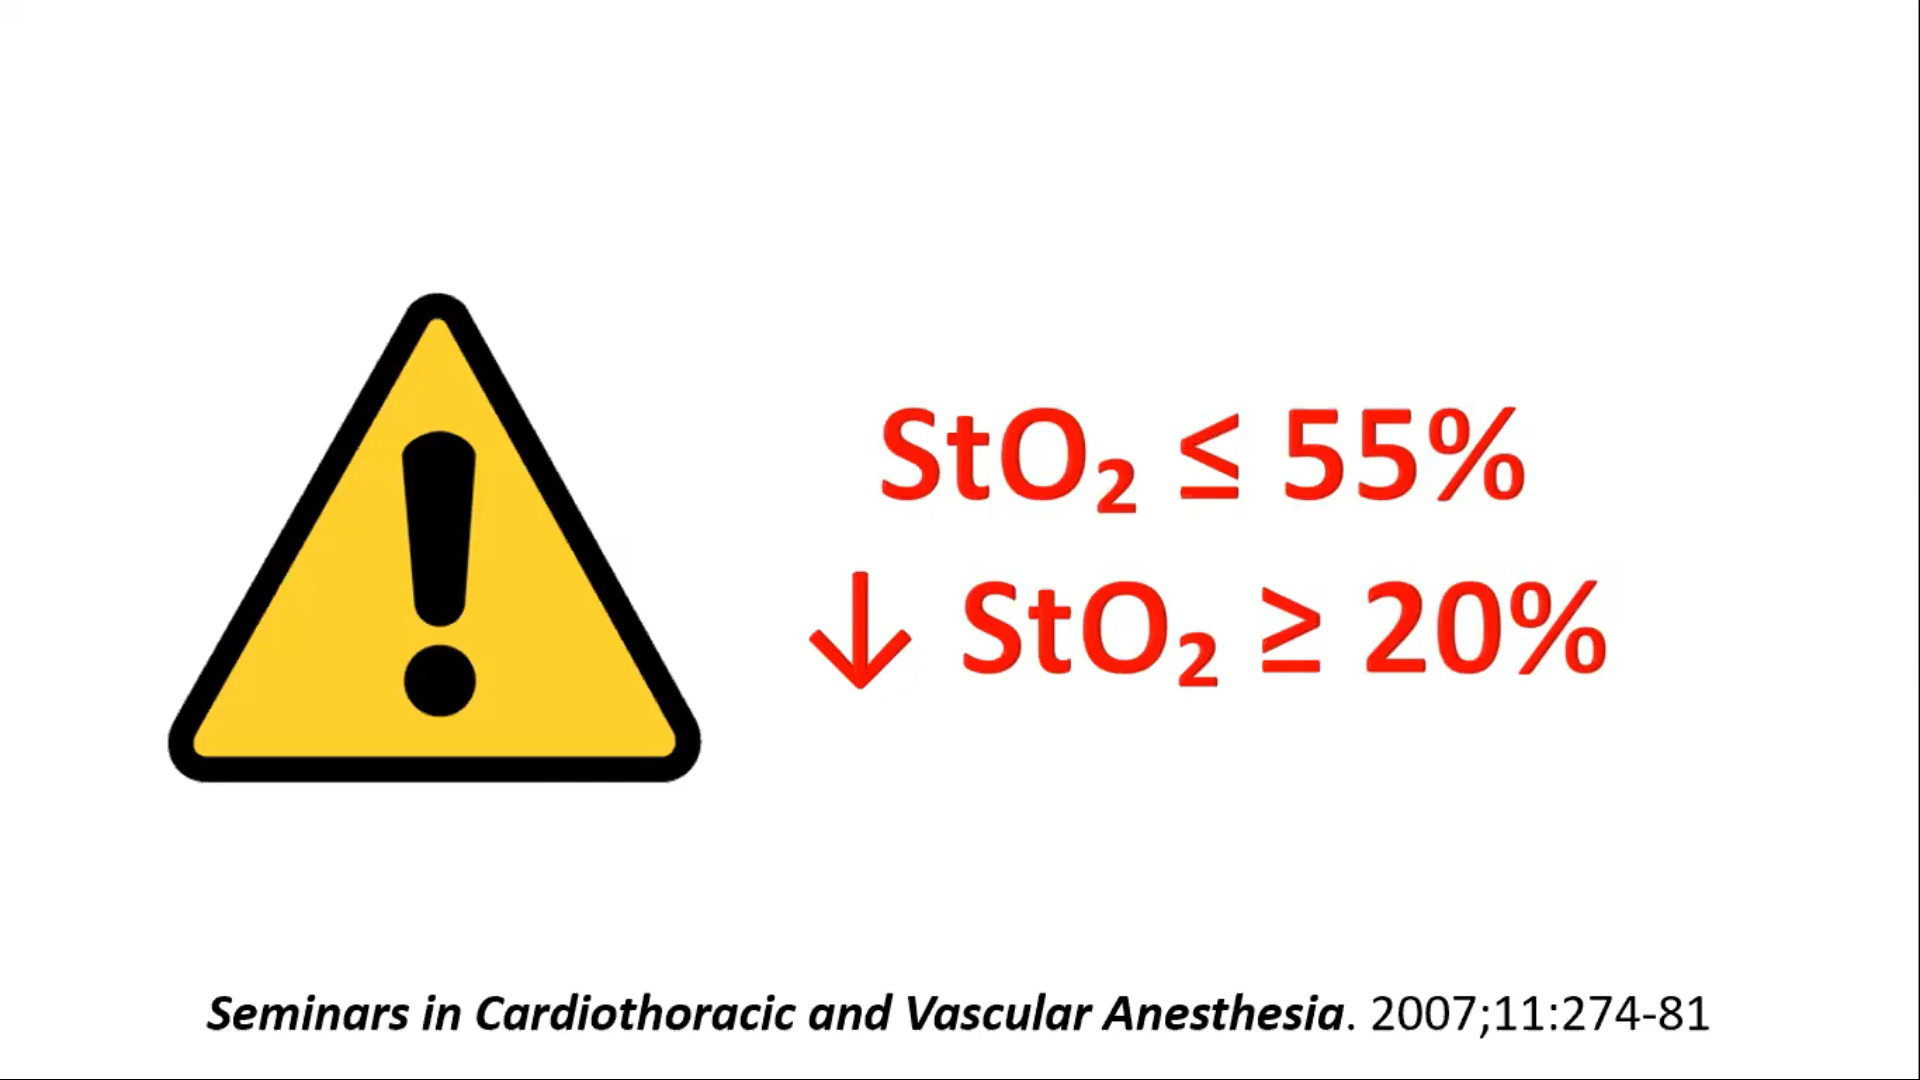 StO₂ ≤ 55%
↓ StO₂ ≥ 20%
Seminars in Cardiothoracic and Vascular Anesthesia. 2007;11:274-81